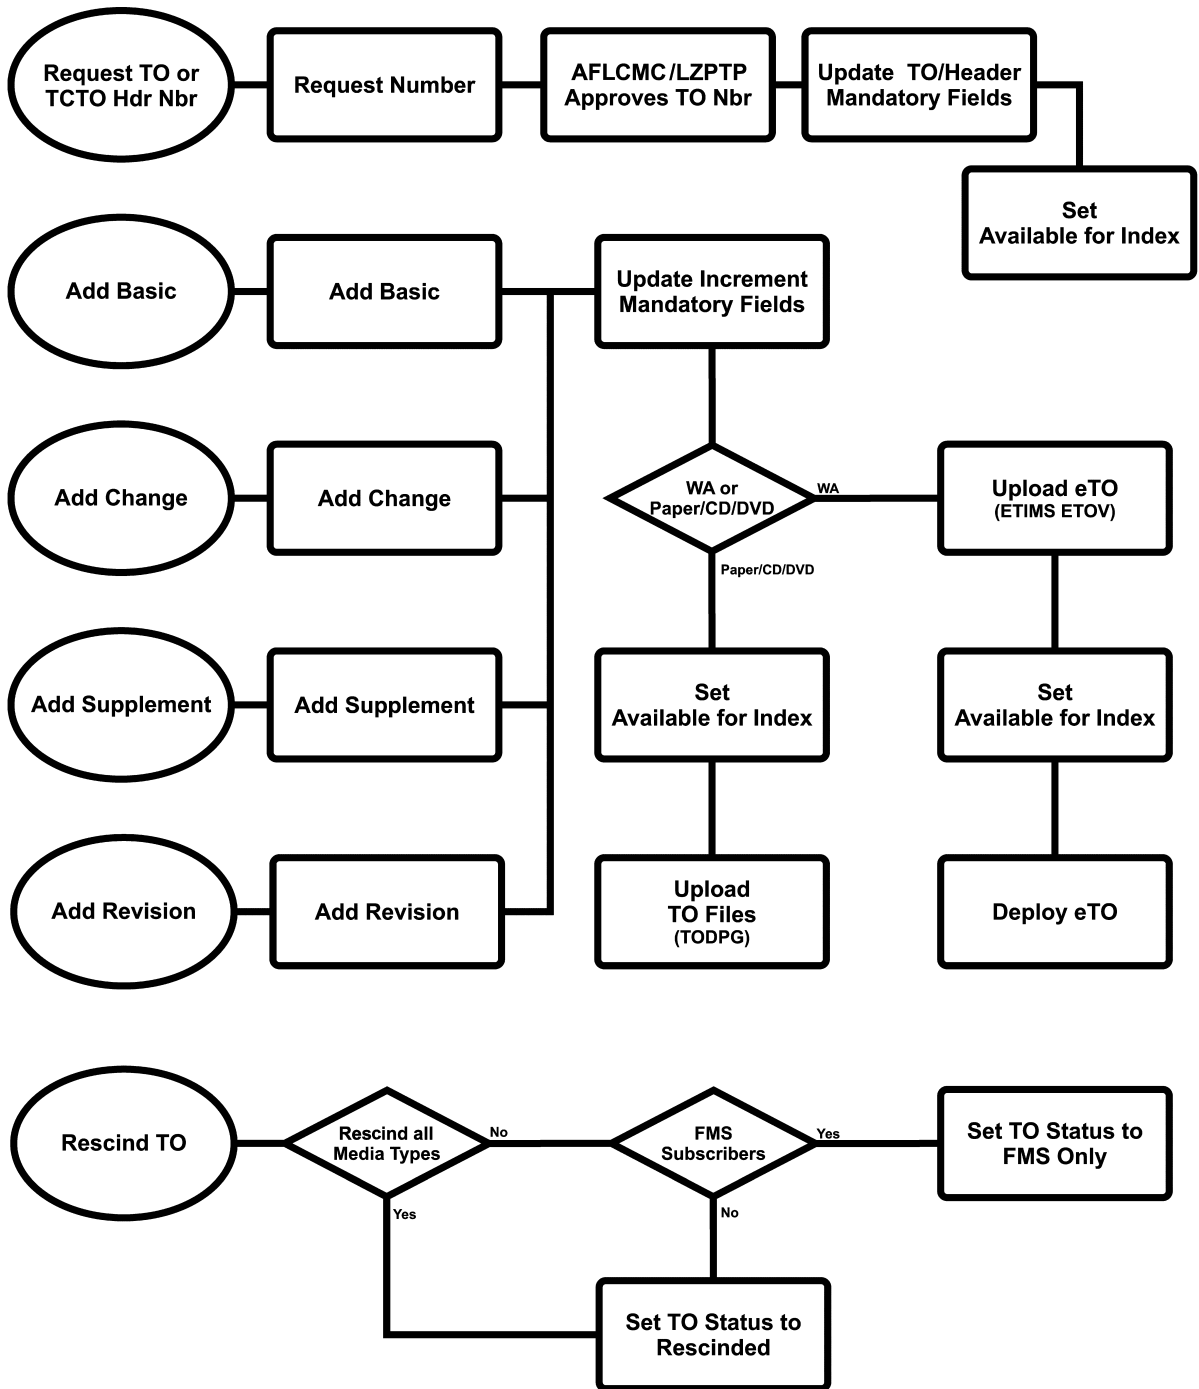 Request TO or
TCTO Hdr Nbr
Request Number
AFLCMC/LZPTP
Approves TO Nbr
Update TO/Header
Mandatory Fields
Set
Available for Index
Add Basic
Add Basic
Update Increment
Mandatory Fields
Add Change
Add Change
WA or
Paper/CD/DVD
WA
Upload eTO
(ETIMS ETOV)
Paper/CD/DVD
Add Supplement
Add Supplement
Set
Available for Index
Set
Available for Index
Add Revision
Add Revision
Upload
TO Files
(TODPG)
Deploy eTO
Rescind TO
Rescind all
Media Types
No
FMS
Subscribers
Yes
Set TO Status to
FMS Only
Yes
No
Set TO Status to
Rescinded